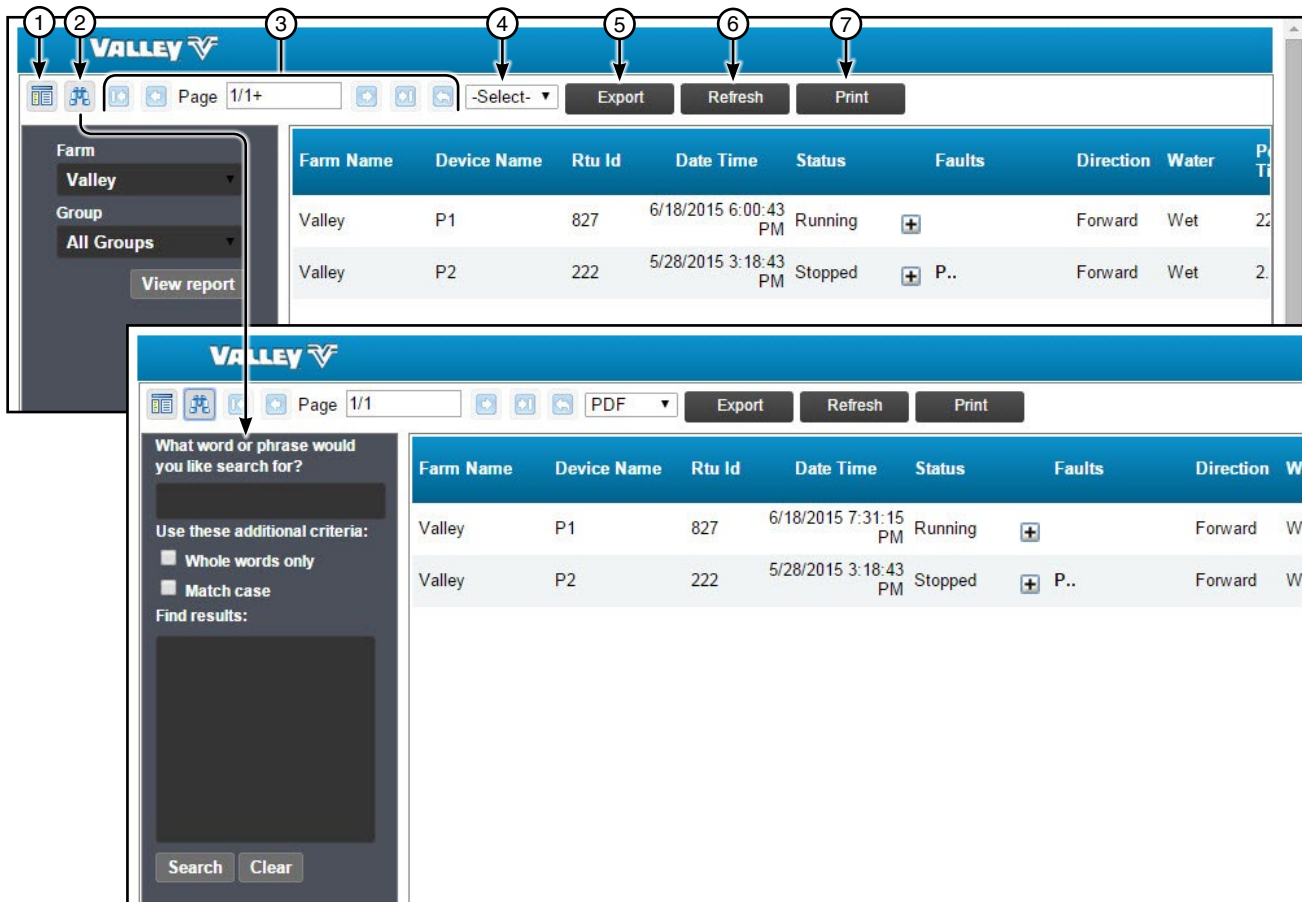 1 2 3 4 5 6 7
VALLEY
Page 1/1+ -Select- Export Refresh Print
Farm
Valley
Group
All Groups
View report
Farm Name Device Name Rtu Id Date Time Status Faults Direction Water
Valley P1 827 6/18/2015 6:00:43 PM Running Forward Wet 22
Valley P2 222 5/28/2015 3:18:43 PM Stopped P.. Forward Wet 2.
VALLEY
Page 1/1 PDF Export Refresh Print
What word or phrase would
you like search for?
Use these additional criteria:
Whole words only
Match case
Find results:
Search Clear
Farm Name Device Name Rtu Id Date Time Status Faults Direction W
Valley P1 827 6/18/2015 7:31:15 PM Running Forward W
Valley P2 222 5/28/2015 3:18:43 PM Stopped P.. Forward W